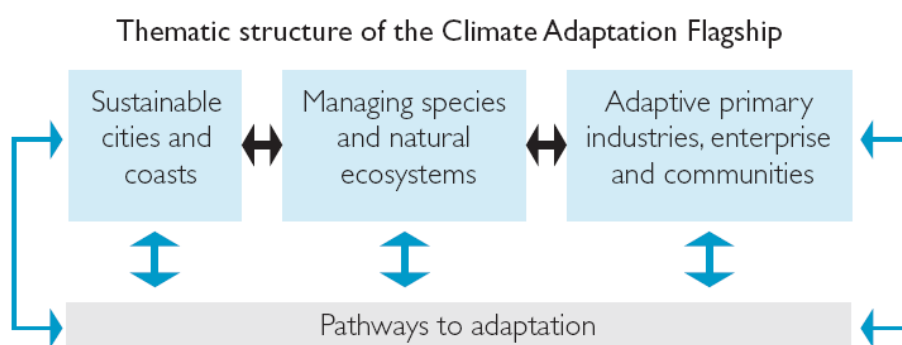 Thematic structure of the Climate Adaptation Flagship
Sustainable
cities and
coasts
Managing species
and natural
ecosystems
Adaptive primary
industries, enterprise
and communities
Pathways to adaptation